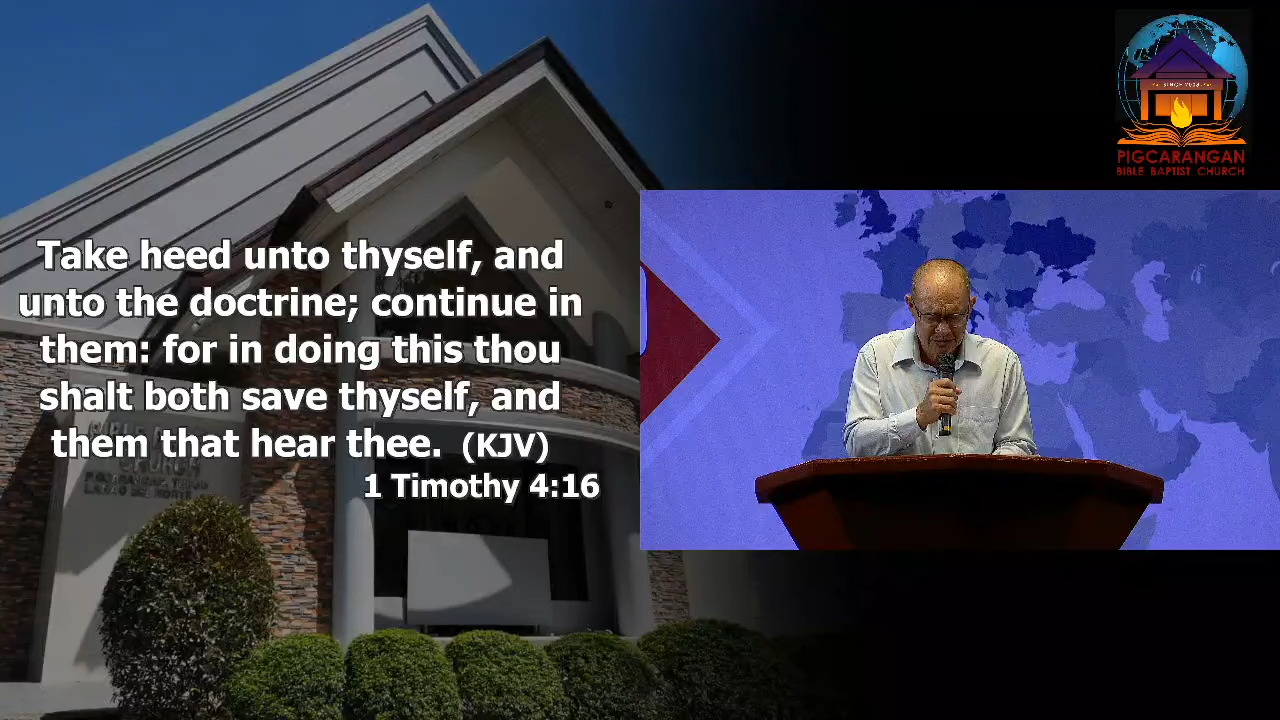 Take heed unto thyself, and
unto the doctrine; continue in
them: for in doing this thou
shalt both save thyself, and
them that hear thee.  (KJV)
1 Timothy 4:16
PIGCARANGAN
BIBLE BAPTIST CHURCH
CHURCH